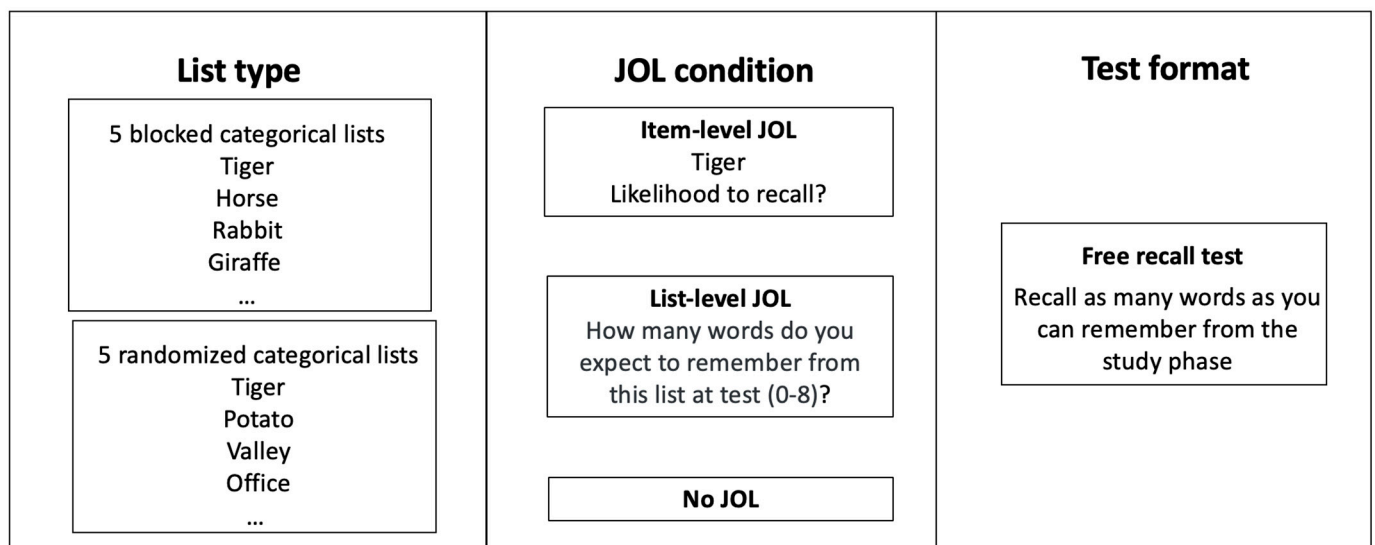 List type
5 blocked categorical lists
Tiger
Horse
Rabbit
Giraffe
...
5 randomized categorical lists
Tiger
Potato
Valley
Office
...
JOL condition
Item-level JOL
Tiger
Likelihood to recall?
List-level JOL
How many words do you
expect to remember from
this list at test (0-8)?
No JOL
Test format
Free recall test
Recall as many words as you
can remember from the
study phase